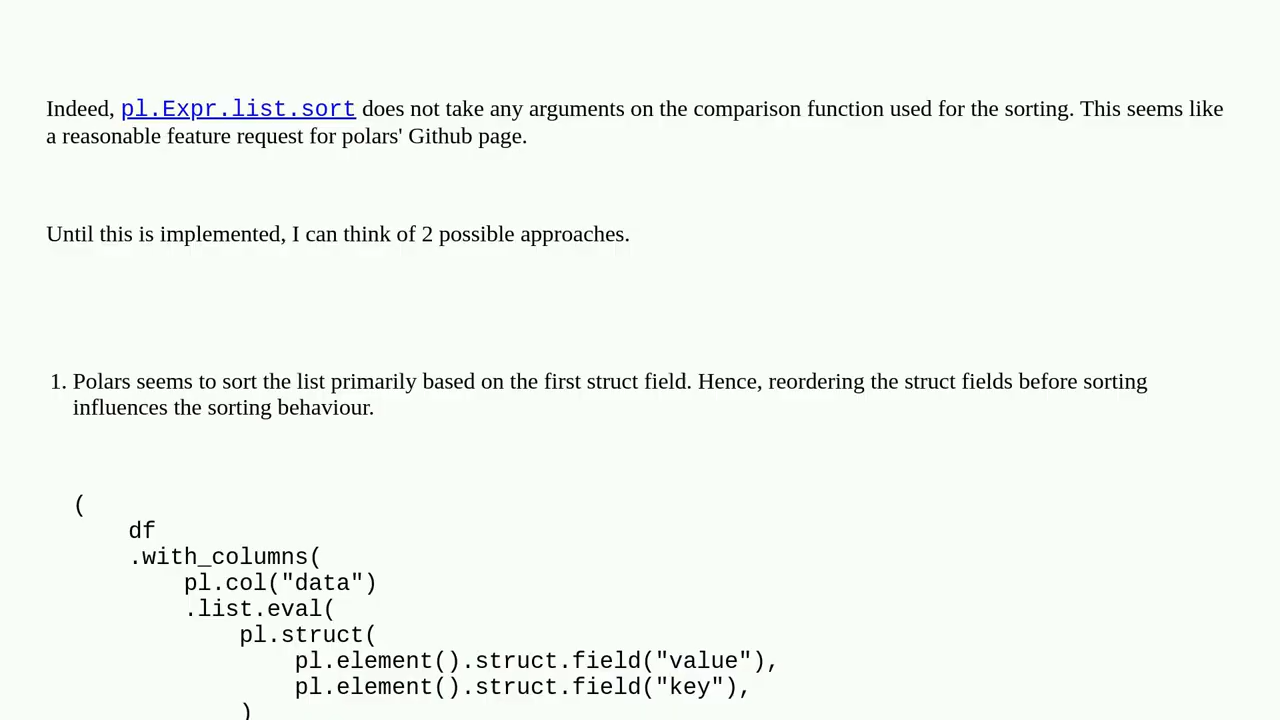 Indeed, pl.Expr.list.sort does not take any arguments on the comparison function used for the sorting. This seems like
a reasonable feature request for polars' Github page.
Until this is implemented, I can think of 2 possible approaches.
1. Polars seems to sort the list primarily based on the first struct field. Hence, reordering the struct fields before sorting
influences the sorting behaviour.
(
    df
    .with_columns(
        pl.col("data")
        .list.eval(
            pl.struct(
                pl.element().struct.field("value"),
                pl.element().struct.field("key"),
            )